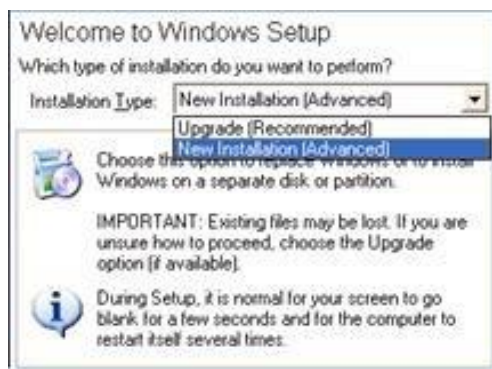 Welcome to Windows Setup
Which type of installation do you want to perform?
Installation Type: New Installation (Advanced)
Upgrade (Recommended)
New Installation (Advanced)
Choose this option to replace Windows or to install
Windows on a separate disk or partition.
IMPORTANT: Existing files may be lost. If you are
unsure how to proceed, choose the Upgrade
option (if available).
During Setup, it is normal for your screen to go
blank for a few seconds and for the computer to
restart itself several times.